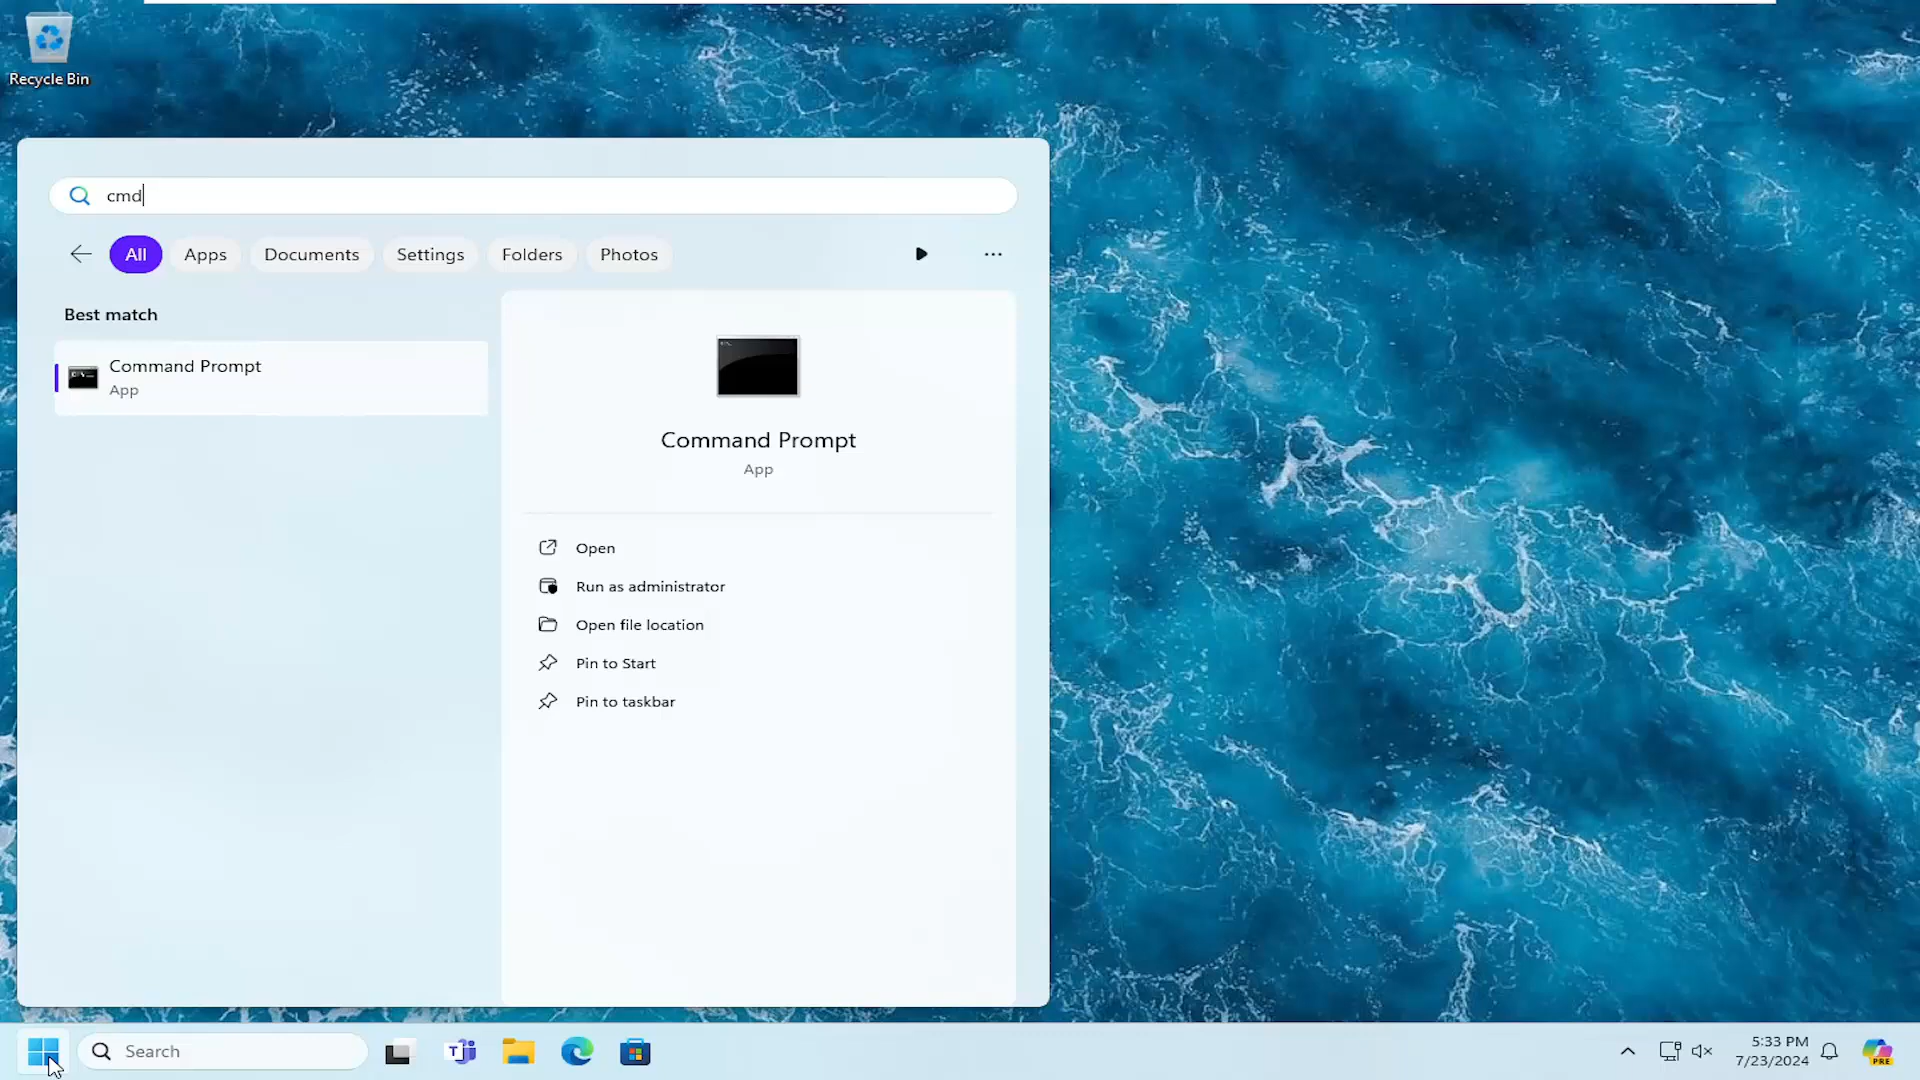 Recycle Bin
cmd
All Apps Documents Settings Folders Photos
Best match
Command Prompt
App
Command Prompt
App
Open
Run as administrator
Open file location
Pin to Start
Pin to taskbar
Search
5:33 PM
7/23/2024
PRE